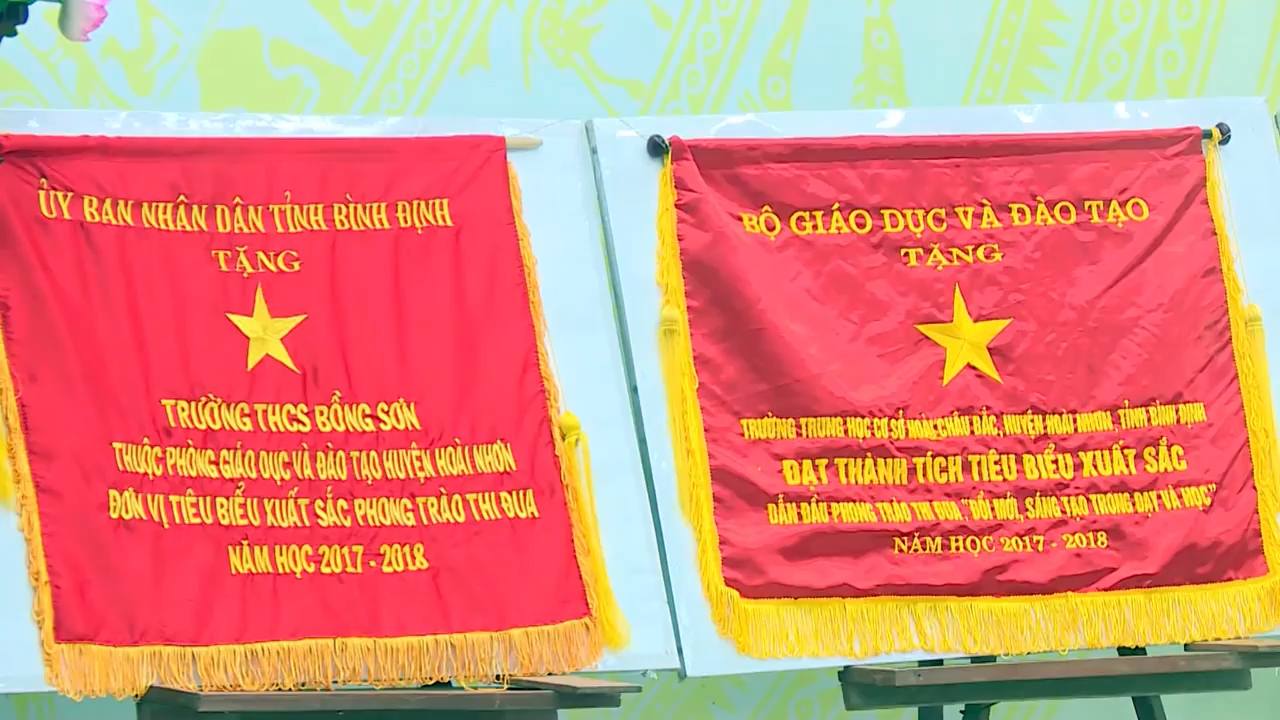 ỦY BAN NHÂN DÂN TỈNH BÌNH ĐỊNH
TẶNG
TRƯỜNG THCS BỒNG SƠN
THUỘC PHÒNG GIÁO DỤC VÀ ĐÀO TẠO HUYỆN HOÀI NHƠN
ĐƠN VỊ TIÊU BIỂU XUẤT SẮC PHONG TRÀO THI ĐUA
NĂM HỌC 2017 - 2018
BỘ GIÁO DỤC VÀ ĐÀO TẠO
TẶNG
TRƯỜNG TRUNG HỌC CƠ SỞ HOÀI CHÂU BẮC, HUYỆN HOÀI NHƠN, TỈNH BÌNH ĐỊNH
ĐẠT THÀNH TÍCH TIÊU BIỂU XUẤT SẮC
DẪN ĐẦU PHONG TRÀO THI ĐUA "ĐỔI MỚI, SÁNG TẠO TRONG DẠY VÀ HỌC"
NĂM HỌC 2017 - 2018